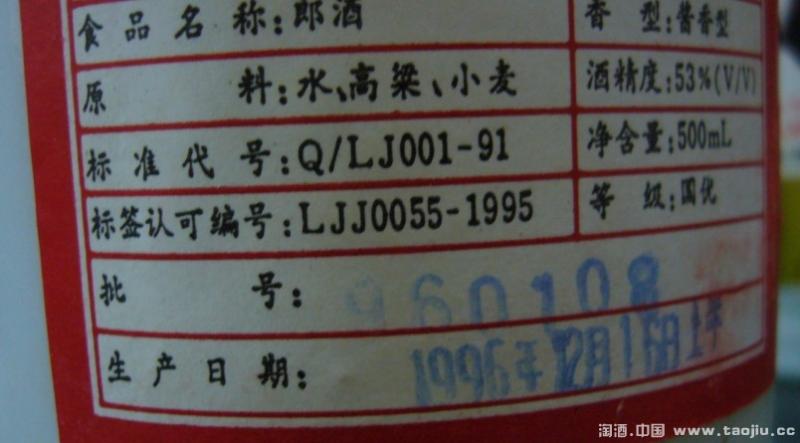 食品名称:郎酒 香型:酱香型
原料:水、高粱、小麦 酒精度:53%(V/V)
标准代号:Q/LJ001-91 净含量:500mL
标签认可编号:LJJ0055-1995 等级:国优
批号:960108
生产日期:1996年12月16日上午
淘酒.中国 www.taojiu.cc